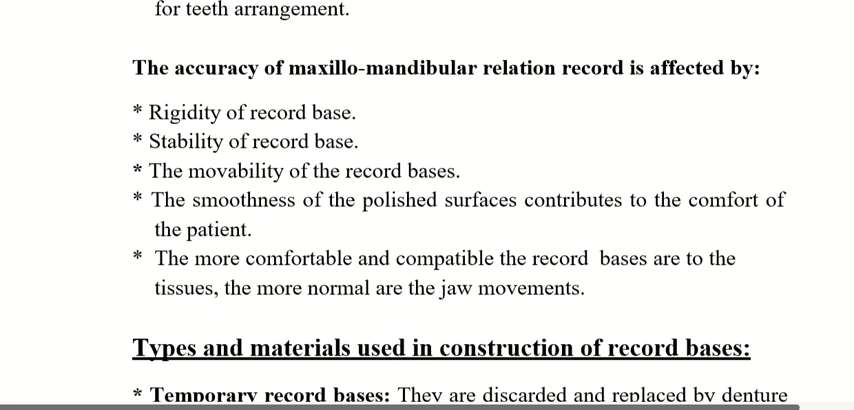 for teeth arrangement.
The accuracy of maxillo-mandibular relation record is affected by:
* Rigidity of record base.
* Stability of record base.
* The movability of the record bases.
* The smoothness of the polished surfaces contributes to the comfort of
the patient.
* The more comfortable and compatible the record bases are to the
tissues, the more normal are the jaw movements.
Types and materials used in construction of record bases:
* Temporary record bases: They are discarded and replaced by denture